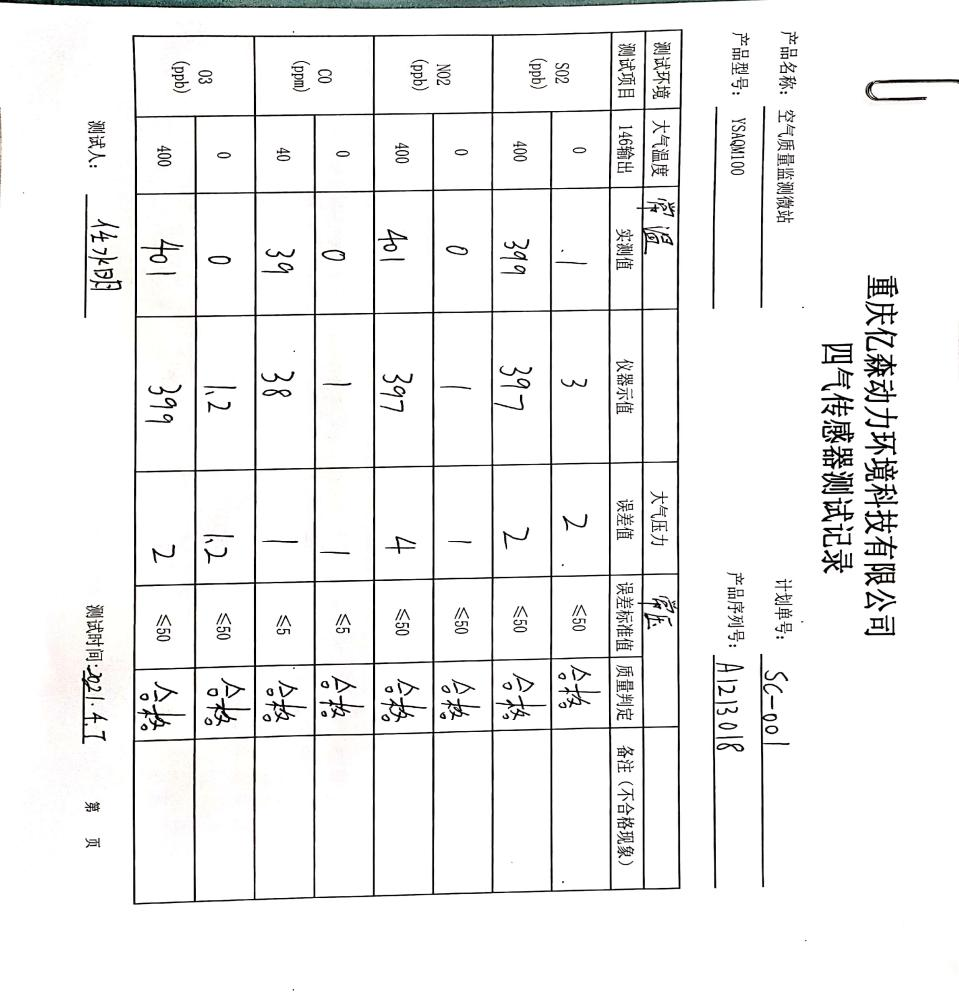 重庆亿森动力环境科技有限公司
四气传感器测试记录
产品名称: 空气质量监测微站 计划单号: SC-001
产品型号: YSAQM100 产品序列号: A1213018
测试环境 大气温度 常温 大气压力 常压
测试项目 146输出 实测值 仪器示值 误差值 误差标准值 质量判定 备注(不合格现象)
SO2 (ppb) 0 1 3 2 ≤50 合格
400 399 397 2 ≤50 合格
NO2 (ppb) 0 0 1 1 ≤50 合格
400 401 397 4 ≤50 合格
CO (ppm) 0 0 1 1 ≤5 合格
40 39 38 1 ≤5 合格
O3 (ppb) 0 0 1.2 1.2 ≤50 合格
400 401 399 2 ≤50 合格
测试人: 任永明 测试时间: 2021.4.7 第 页